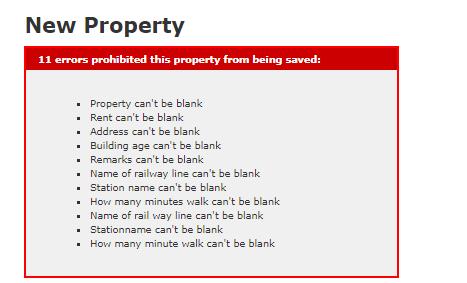 New Property
11 errors prohibited this property from being saved:
Property can't be blank
Rent can't be blank
Address can't be blank
Building age can't be blank
Remarks can't be blank
Name of railway line can't be blank
Station name can't be blank
How many minutes walk can't be blank
Name of rail way line can't be blank
Stationname can't be blank
How many minute walk can't be blank